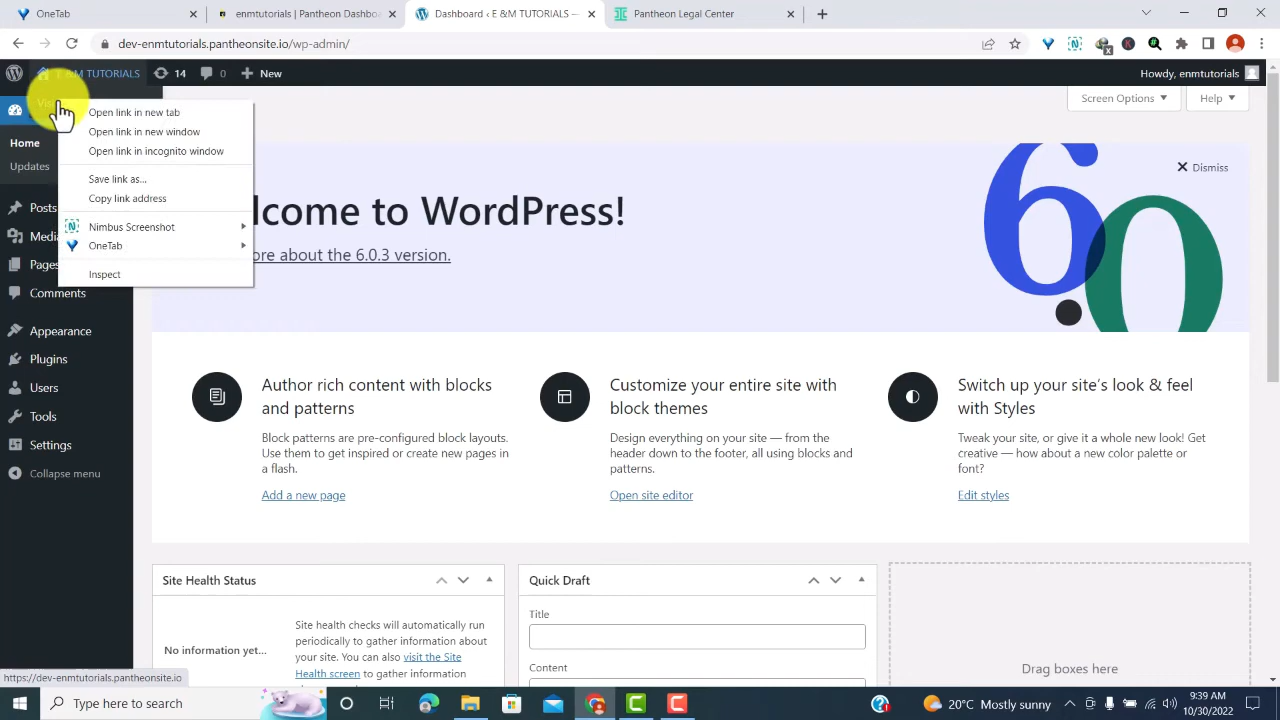 OneTab
Pantheon Dashbo
Dashboard ‹ E &M TUTORIALS —
Pantheon Legal Center
dev-enmtutorials.pantheonsite.io/wp-admin/
E &M TUTORIALS
14
0
New
Howdy, enmtutorials
Screen Options
Help
Home
Updates
Posts
Pages
Comments
Appearance
Plugins
Users
Tools
Settings
Collapse menu
Open link in new tab
Open link in new window
Open link in incognito window
Save link as...
Copy link address
Nimbus Screenshot
OneTab
Inspect
lcome to WordPress!
ore about the 6.0.3 version.
Dismiss
60
Author rich content with blocks
and patterns
Block patterns are pre-configured block layouts.
Use them to get inspired or create new pages in
a flash.
Add a new page
Customize your entire site with
block themes
Design everything on your site — from the
header down to the footer, all using blocks and
patterns.
Open site editor
Switch up your site's look & feel
with Styles
Tweak your site, or give it a whole new look! Get
creative — how about a new color palette or
font?
Edit styles
Site Health Status
No information yet...
Site health checks will automatically run
periodically to gather information about
your site. You can also visit the Site
Health screen to gather information
Quick Draft
Title
Content
Drag boxes here
https://dev-enmtutorials.pantheonsite.io
Type here to search
20°C Mostly sunny
9:39 AM
10/30/2022